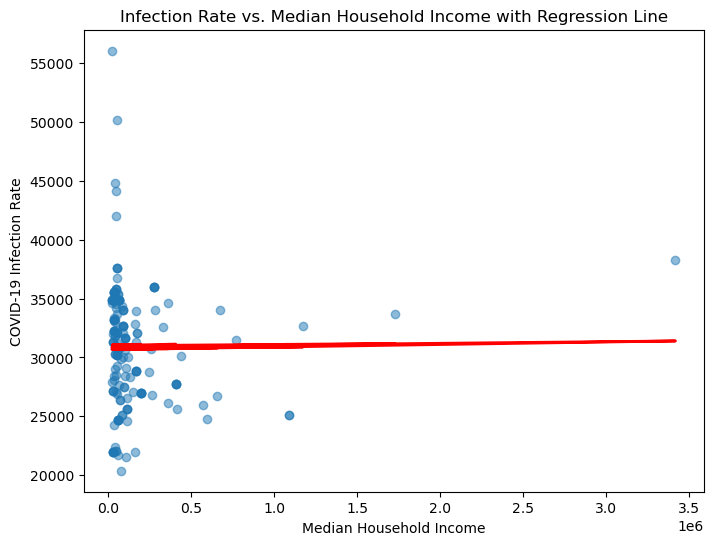 Infection Rate vs. Median Household Income with Regression Line
COVID-19 Infection Rate
55000
50000
45000
40000
35000
30000
25000
20000
0.0 0.5 1.0 1.5 2.0 2.5 3.0 3.5
1e6
Median Household Income